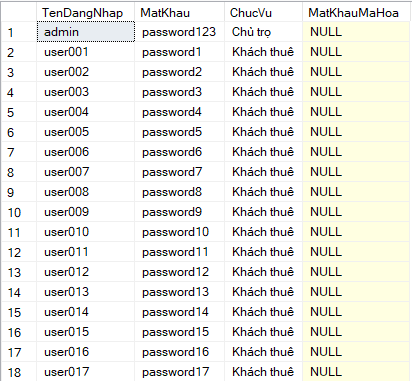 TenDangNhap MatKhau ChucVu MatKhauMaHoa
1 admin password123 Chủ trọ NULL
2 user001 password1 Khách thuê NULL
3 user002 password2 Khách thuê NULL
4 user003 password3 Khách thuê NULL
5 user004 password4 Khách thuê NULL
6 user005 password5 Khách thuê NULL
7 user006 password6 Khách thuê NULL
8 user007 password7 Khách thuê NULL
9 user008 password8 Khách thuê NULL
10 user009 password9 Khách thuê NULL
11 user010 password10 Khách thuê NULL
12 user011 password11 Khách thuê NULL
13 user012 password12 Khách thuê NULL
14 user013 password13 Khách thuê NULL
15 user014 password14 Khách thuê NULL
16 user015 password15 Khách thuê NULL
17 user016 password16 Khách thuê NULL
18 user017 password17 Khách thuê NULL